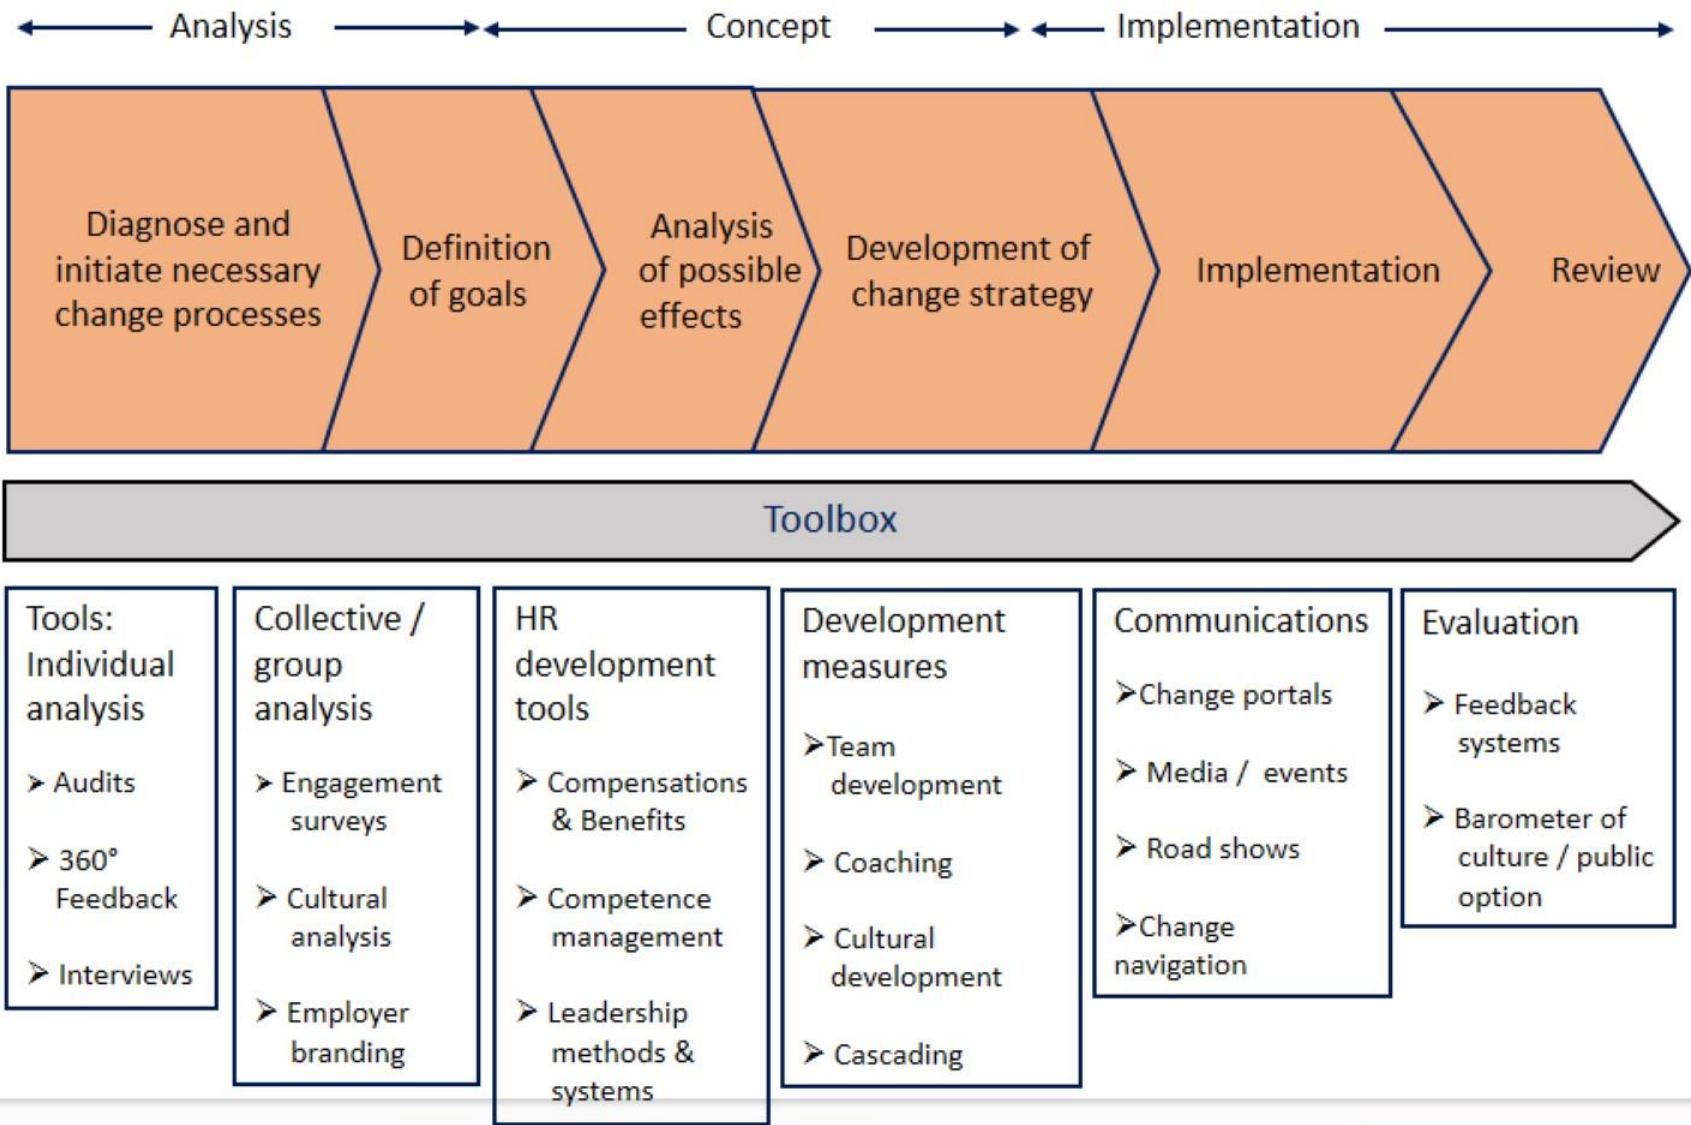 Analysis
Concept
Implementation
Diagnose and
initiate necessary
change processes
Definition
of goals
Analysis
of possible
effects
Development of
change strategy
Implementation
Review
Toolbox
Tools:
Individual
analysis
➢ Audits
➢ 360°
Feedback
➢ Interviews
Collective /
group
analysis
➢ Engagement
surveys
➢ Cultural
analysis
➢ Employer
branding
HR
development
tools
➢ Compensations
& Benefits
➢ Competence
management
➢ Leadership
methods &
systems
Development
measures
➢Team
development
➢ Coaching
➢ Cultural
development
➢ Cascading
Communications
➢Change portals
➢ Media / events
➢ Road shows
➢Change
navigation
Evaluation
➢ Feedback
systems
➢ Barometer of
culture / public
option